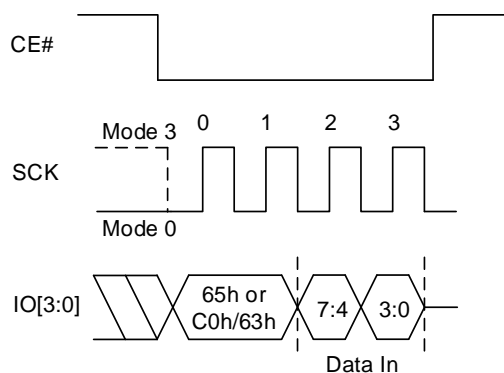 CE#
Mode 3 0 1 2 3
SCK
Mode 0
IO[3:0] 65h or C0h/63h 7:4 3:0
Data In